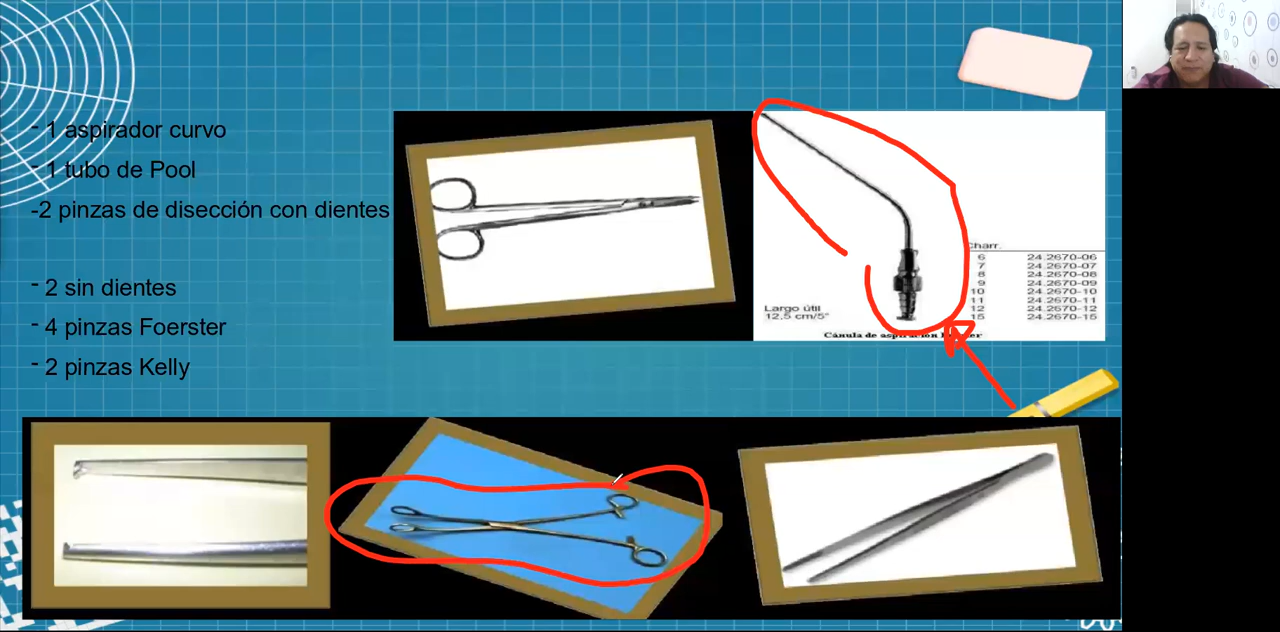 - 1 aspirador curvo
- 1 tubo de Pool
-2 pinzas de disección con dientes
- 2 sin dientes
- 4 pinzas Foerster
- 2 pinzas Kelly
Charr.
6 24.2670-06
7 24.2670-07
8 24.2670-08
9 24.2670-09
10 24.2670-10
11 24.2670-11
12 24.2670-12
15 24.2670-15
Largo útil
12,5 cm/5"
Cánula de